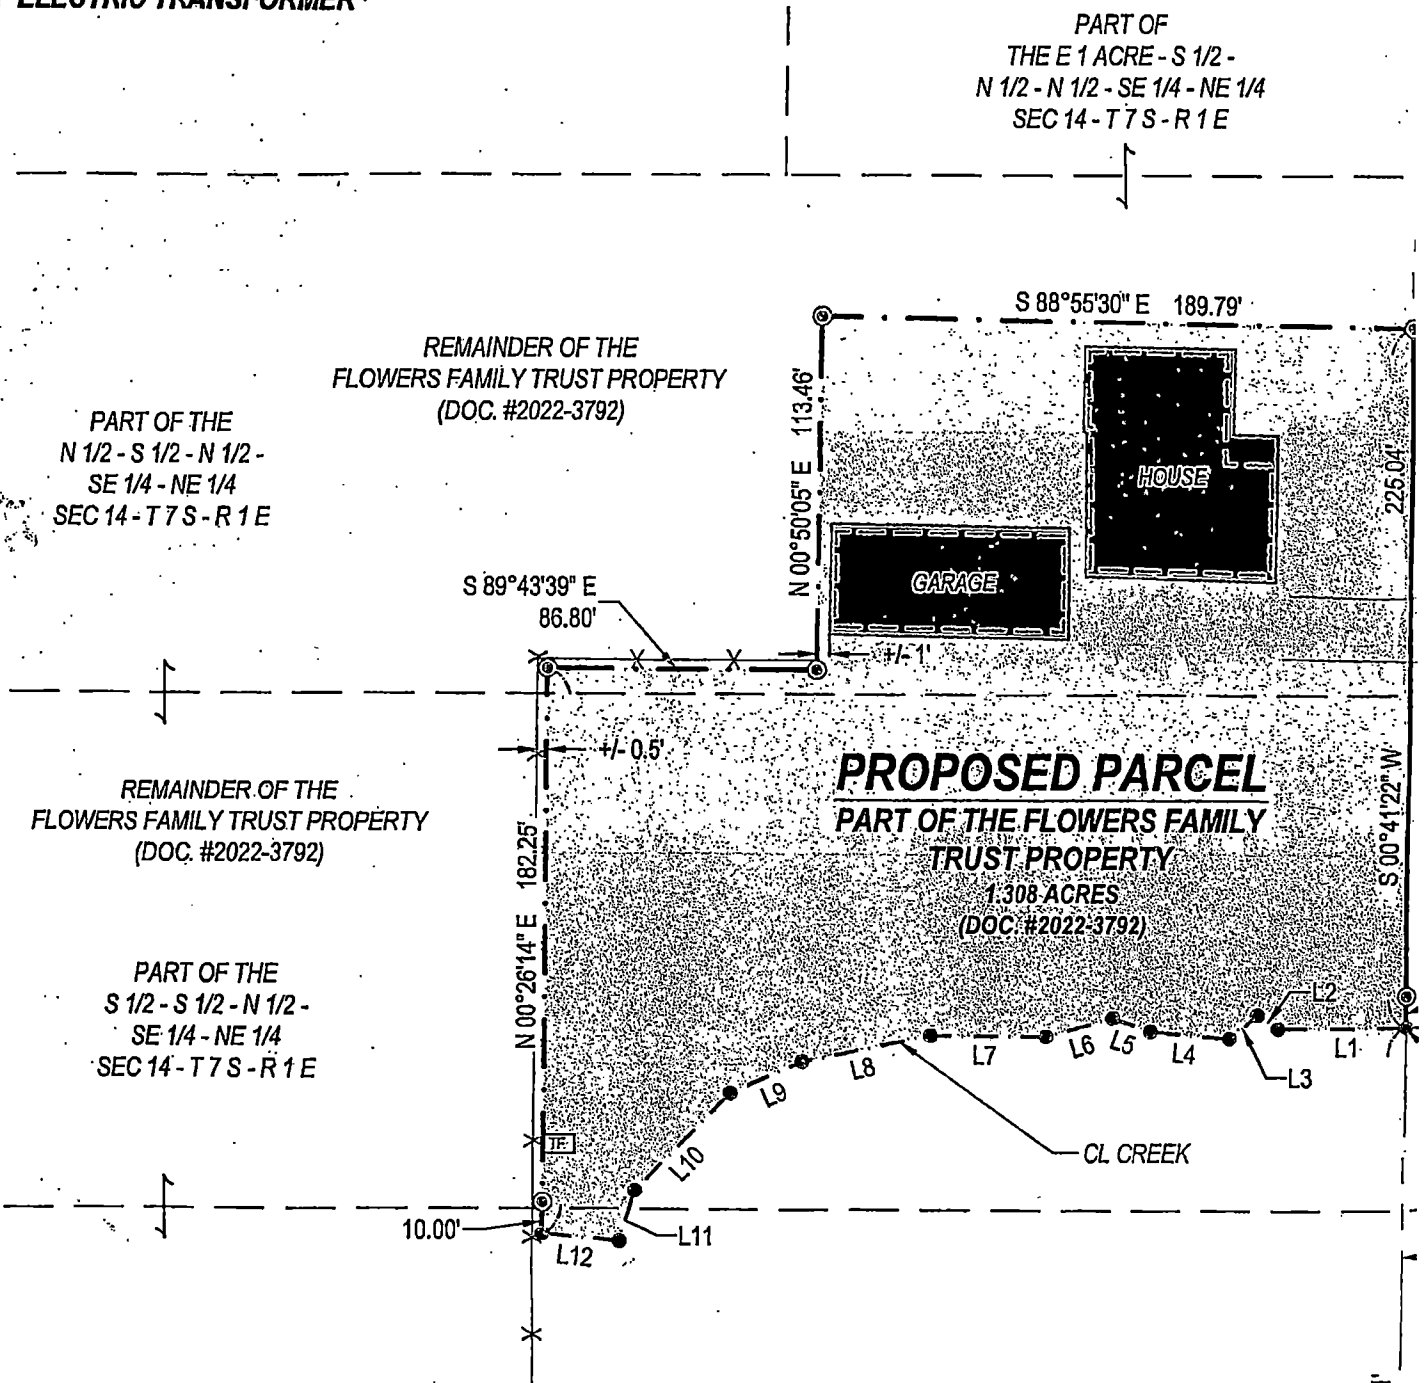 ELECTRIC TRANSFORMER
PART OF
THE E 1 ACRE - S 1/2 -
N 1/2 - N 1/2 - SE 1/4 - NE 1/4
SEC 14 - T 7 S - R 1 E
S 88°55'30" E 189.79'
REMAINDER OF THE
FLOWERS FAMILY TRUST PROPERTY
(DOC. #2022-3792)
PART OF THE
N 1/2 - S 1/2 - N 1/2 -
SE 1/4 - NE 1/4
SEC 14 - T 7 S - R 1 E
N 00°50'05" E 113.46'
HOUSE
225.04'
GARAGE
S 89°43'39" E
86.80'
+/- 1'
+/- 0.5'
PROPOSED PARCEL
PART OF THE FLOWERS FAMILY
TRUST PROPERTY
1.308 ACRES
(DOC. #2022-3792)
S 00°41'22" W
REMAINDER OF THE
FLOWERS FAMILY TRUST PROPERTY
(DOC. #2022-3792)
N 00°26'14" E 182.25'
PART OF THE
S 1/2 - S 1/2 - N 1/2 -
SE 1/4 - NE 1/4
SEC 14 - T 7 S - R 1 E
L2
L1
L3
L4
L5
L6
L7
L8
L9
L10
CL CREEK
10.00'
L11
L12